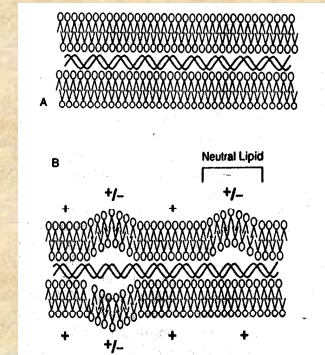 A
B
Neutral Lipid
+ +/− + +/−
+ +/− + +